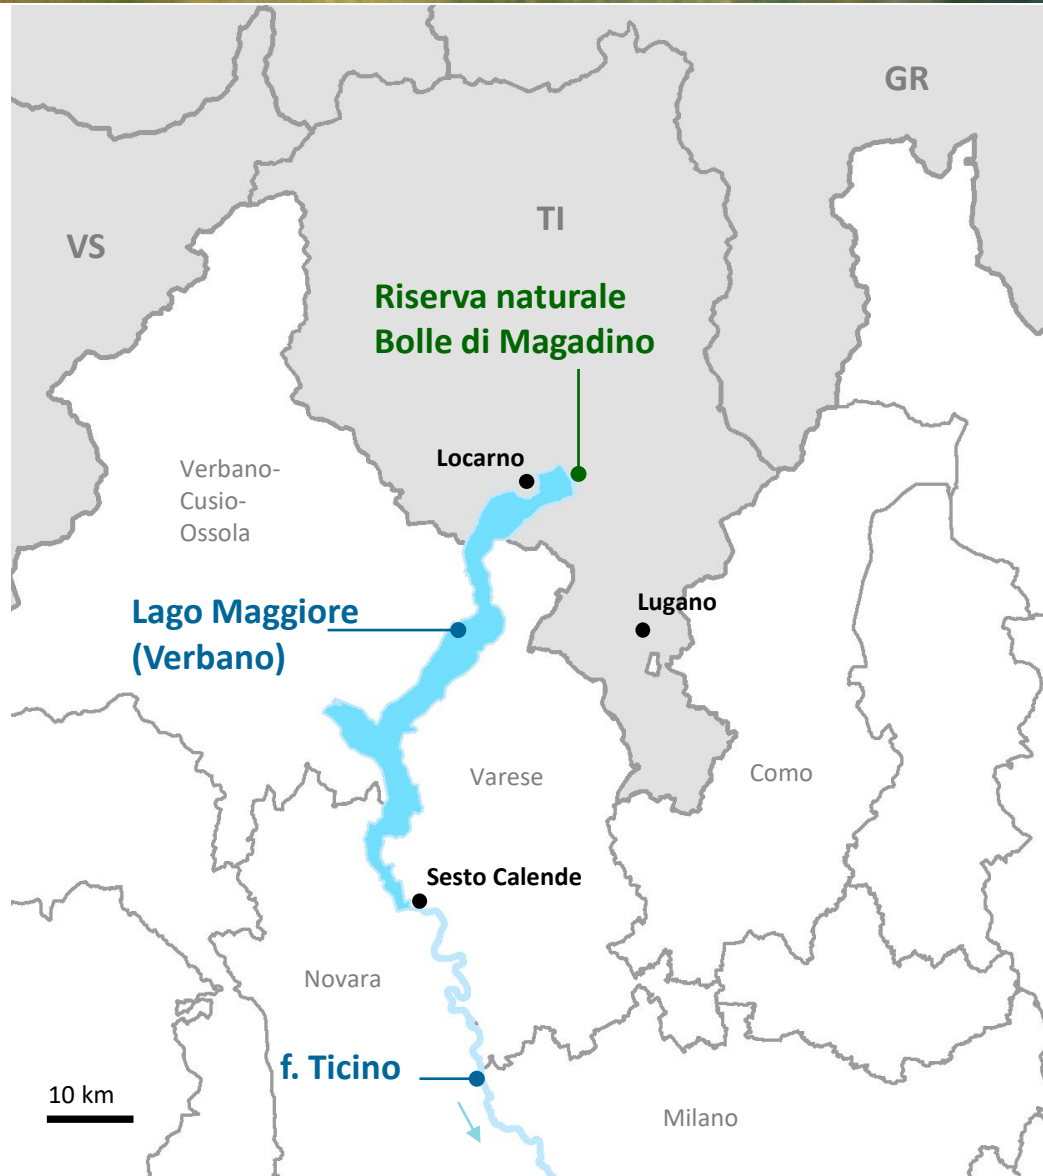 GR
TI
VS
Riserva naturale
Bolle di Magadino
Locarno
Verbano-
Cusio-
Ossola
Lago Maggiore
(Verbano)
Lugano
Varese
Como
Sesto Calende
Novara
f. Ticino
10 km
Milano